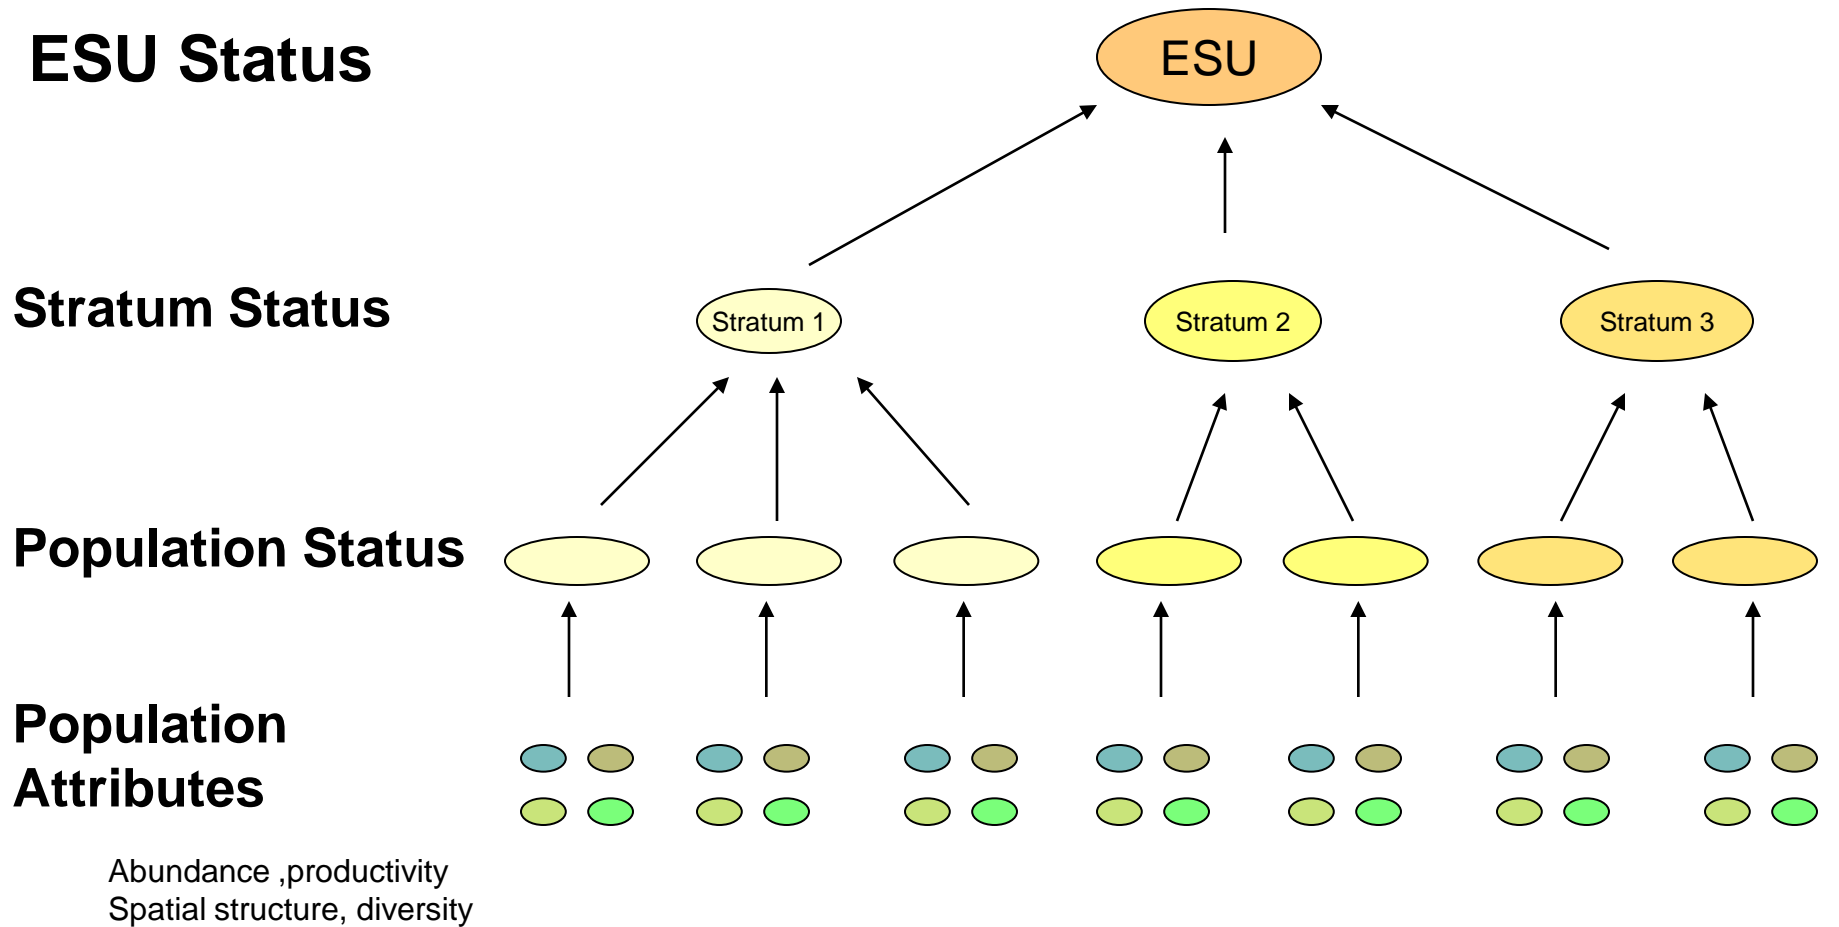 ESU Status
ESU
Stratum Status
Stratum 1
Stratum 2
Stratum 3
Population Status
Population
Attributes
Abundance ,productivity
Spatial structure, diversity